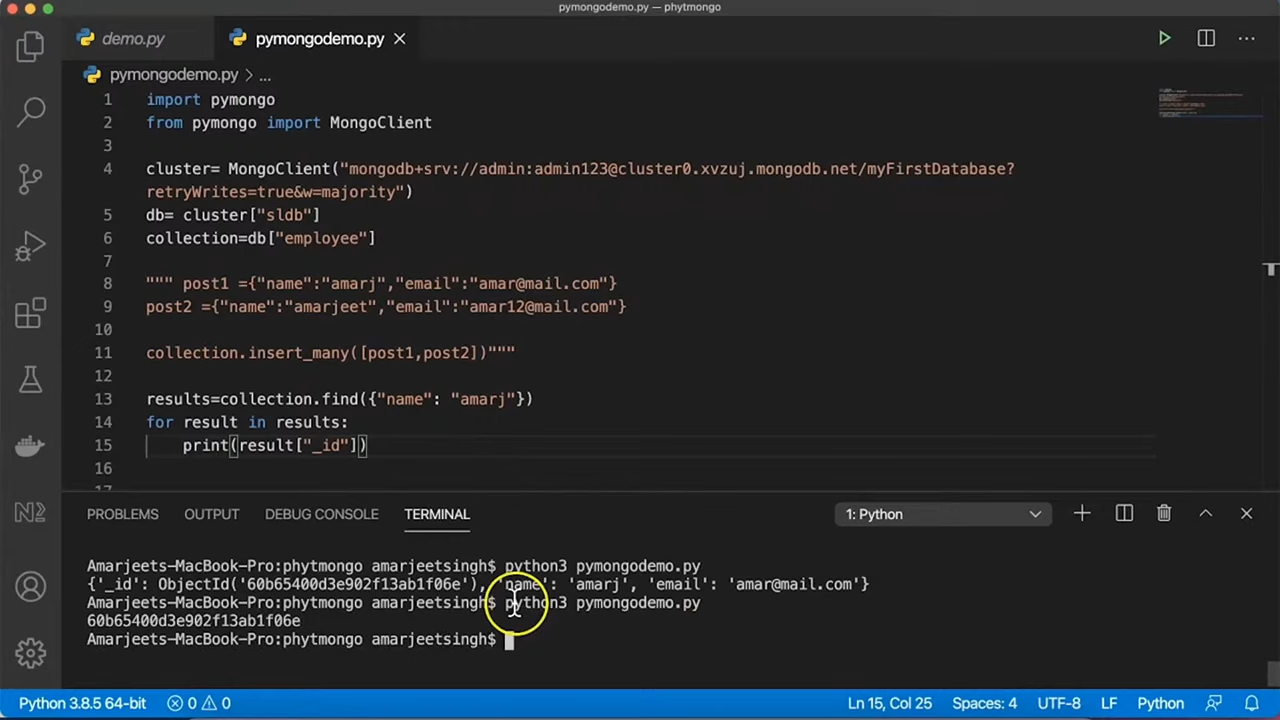 pymongodemo.py — phytmongo
demo.py
pymongodemo.py
pymongodemo.py > ...
1 import pymongo
2 from pymongo import MongoClient
3
4 cluster= MongoClient("mongodb+srv://admin:admin123@cluster0.xvzuj.mongodb.net/myFirstDatabase?
retryWrites=true&w=majority")
5 db= cluster["sldb"]
6 collection=db["employee"]
7
8 """ post1 ={"name":"amarj","email":"amar@mail.com"}
9 post2 ={"name":"amarjeet","email":"amar12@mail.com"}
10
11 collection.insert_many([post1,post2])"""
12
13 results=collection.find({"name": "amarj"})
14 for result in results:
15 print(result["_id"])
16
17
PROBLEMS OUTPUT DEBUG CONSOLE TERMINAL 1: Python
Amarjeets-MacBook-Pro:phytmongo amarjeetsingh$ python3 pymongodemo.py
{'_id': ObjectId('60b65400d3e902f13ab1f06e'), 'name': 'amarj', 'email': 'amar@mail.com'}
Amarjeets-MacBook-Pro:phytmongo amarjeetsingh$ python3 pymongodemo.py
60b65400d3e902f13ab1f06e
Amarjeets-MacBook-Pro:phytmongo amarjeetsingh$
Python 3.8.5 64-bit 0 0 Ln 15, Col 25 Spaces: 4 UTF-8 LF Python